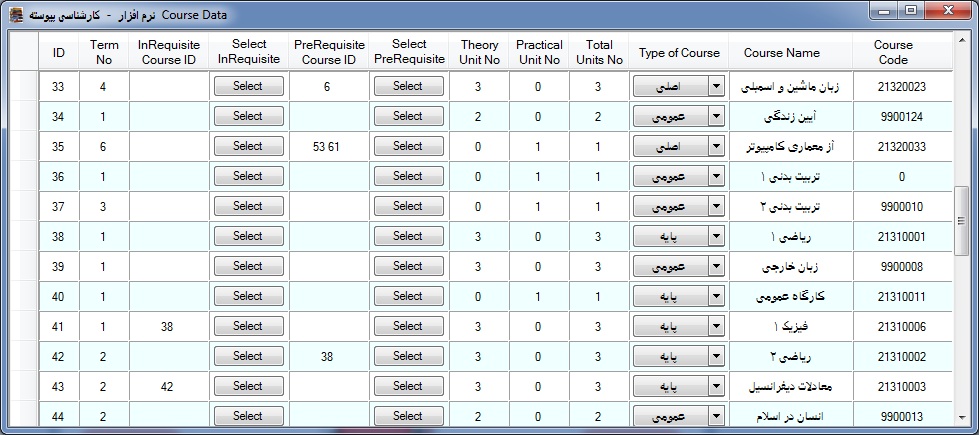 Course Data نرم افزار - کارشناسی پیوسته
ID Term No InRequisite Course ID Select InRequisite PreRequisite Course ID Select PreRequisite Theory Unit No Practical Unit No Total Units No Type of Course Course Name Course Code
33 4 Select 6 Select 3 0 3 اصلی زبان ماشین و اسمبلی 21320023
34 1 Select Select 2 0 2 عمومی آیین زندگی 9900124
35 6 Select 53 61 Select 0 1 1 اصلی آز معماری کامپیوتر 21320033
36 1 Select Select 0 1 1 عمومی تربیت بدنی ۱ 0
37 3 Select Select 0 1 1 عمومی تربیت بدنی ۲ 9900010
38 1 Select Select 3 0 3 پایه ریاضی ۱ 21310001
39 1 Select Select 3 0 3 عمومی زبان خارجی 9900008
40 1 Select Select 0 1 1 پایه کارگاه عمومی 21310011
41 1 38 Select Select 3 0 3 پایه فیزیک ۱ 21310006
42 2 Select 38 Select 3 0 3 پایه ریاضی ۲ 21310002
43 2 42 Select Select 3 0 3 پایه معادلات دیفرانسیل 21310003
44 2 Select Select 2 0 2 عمومی انسان در اسلام 9900013